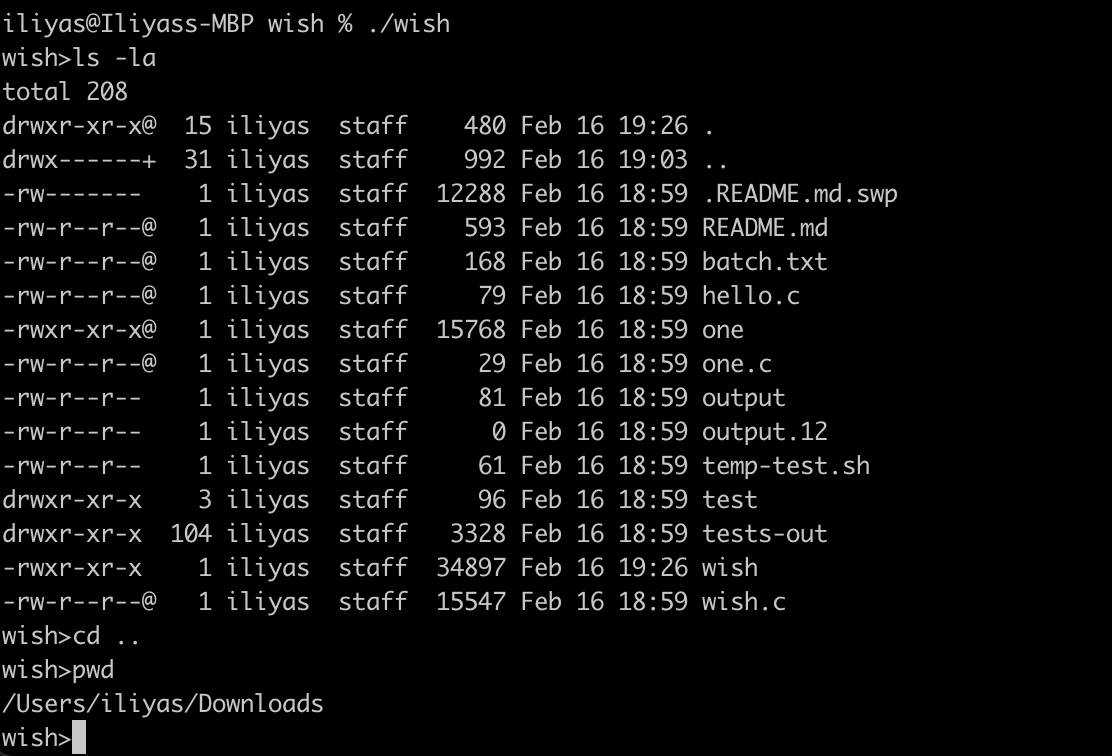 iliyas@Iliyass-MBP wish % ./wish
wish>ls -la
total 208
drwxr-xr-x@  15 iliyas  staff    480 Feb 16 19:26 .
drwx------+  31 iliyas  staff    992 Feb 16 19:03 ..
-rw-------    1 iliyas  staff  12288 Feb 16 18:59 .README.md.swp
-rw-r--r--@   1 iliyas  staff    593 Feb 16 18:59 README.md
-rw-r--r--@   1 iliyas  staff    168 Feb 16 18:59 batch.txt
-rw-r--r--@   1 iliyas  staff     79 Feb 16 18:59 hello.c
-rwxr-xr-x@   1 iliyas  staff  15768 Feb 16 18:59 one
-rw-r--r--@   1 iliyas  staff     29 Feb 16 18:59 one.c
-rw-r--r--    1 iliyas  staff     81 Feb 16 18:59 output
-rw-r--r--    1 iliyas  staff      0 Feb 16 18:59 output.12
-rw-r--r--    1 iliyas  staff     61 Feb 16 18:59 temp-test.sh
drwxr-xr-x    3 iliyas  staff     96 Feb 16 18:59 test
drwxr-xr-x  104 iliyas  staff   3328 Feb 16 18:59 tests-out
-rwxr-xr-x    1 iliyas  staff  34897 Feb 16 19:26 wish
-rw-r--r--@   1 iliyas  staff  15547 Feb 16 18:59 wish.c
wish>cd ..
wish>pwd
/Users/iliyas/Downloads
wish>